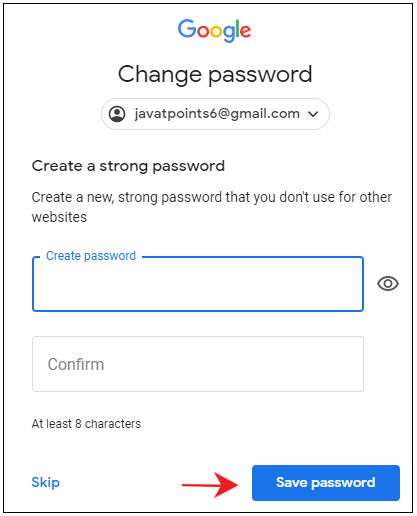 Google
Change password
javatpoints6@gmail.com
Create a strong password
Create a new, strong password that you don't use for other
websites
Create password
Confirm
At least 8 characters
Skip
Save password